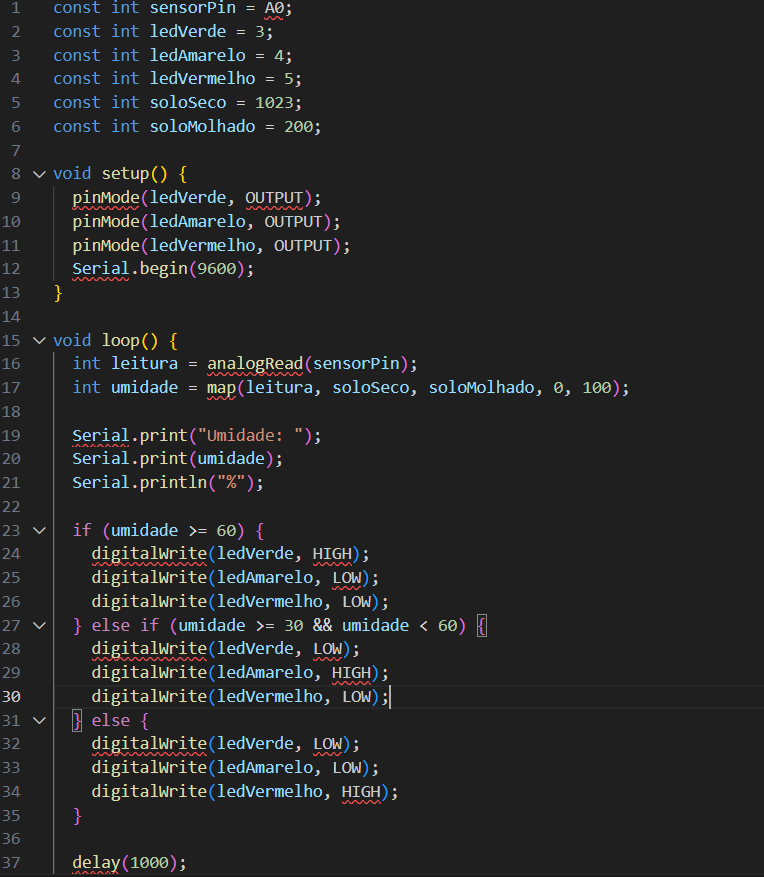 1 const int sensorPin = A0;
2 const int ledVerde = 3;
3 const int ledAmarelo = 4;
4 const int ledVermelho = 5;
5 const int soloSeco = 1023;
6 const int soloMolhado = 200;
7
8 void setup() {
9   pinMode(ledVerde, OUTPUT);
10   pinMode(ledAmarelo, OUTPUT);
11   pinMode(ledVermelho, OUTPUT);
12   Serial.begin(9600);
13 }
14
15 void loop() {
16   int leitura = analogRead(sensorPin);
17   int umidade = map(leitura, soloSeco, soloMolhado, 0, 100);
18
19   Serial.print("Umidade: ");
20   Serial.print(umidade);
21   Serial.println("%");
22
23   if (umidade >= 60) {
24     digitalWrite(ledVerde, HIGH);
25     digitalWrite(ledAmarelo, LOW);
26     digitalWrite(ledVermelho, LOW);
27   } else if (umidade >= 30 && umidade < 60) {
28     digitalWrite(ledVerde, LOW);
29     digitalWrite(ledAmarelo, HIGH);
30     digitalWrite(ledVermelho, LOW);
31   } else {
32     digitalWrite(ledVerde, LOW);
33     digitalWrite(ledAmarelo, LOW);
34     digitalWrite(ledVermelho, HIGH);
35   }
36
37   delay(1000);